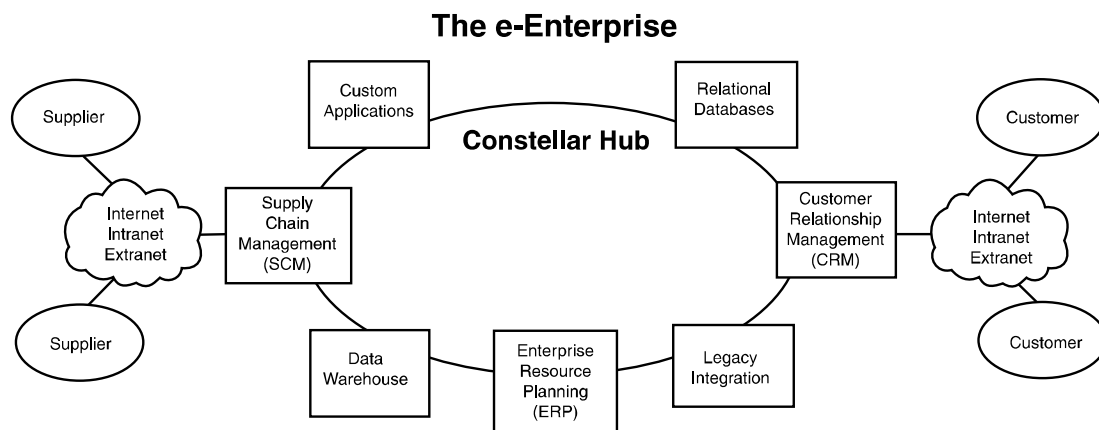 The e-Enterprise
Custom
Applications
Relational
Databases
Constellar Hub
Supplier
Customer
Internet
Intranet
Extranet
Supply
Chain
Management
(SCM)
Customer
Relationship
Management
(CRM)
Internet
Intranet
Extranet
Supplier
Customer
Data
Warehouse
Enterprise
Resource
Planning
(ERP)
Legacy
Integration